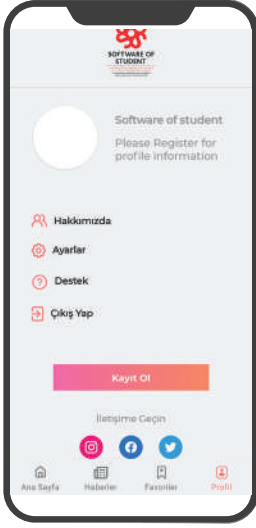 SOFTWARE OF
STUDENT
Software of student
Please Register for
profile information
Hakkımızda
Ayarlar
Destek
Çıkış Yap
Kayıt Ol
İletişime Geçin
Ana Sayfa
Haberler
Favoriler
Profil